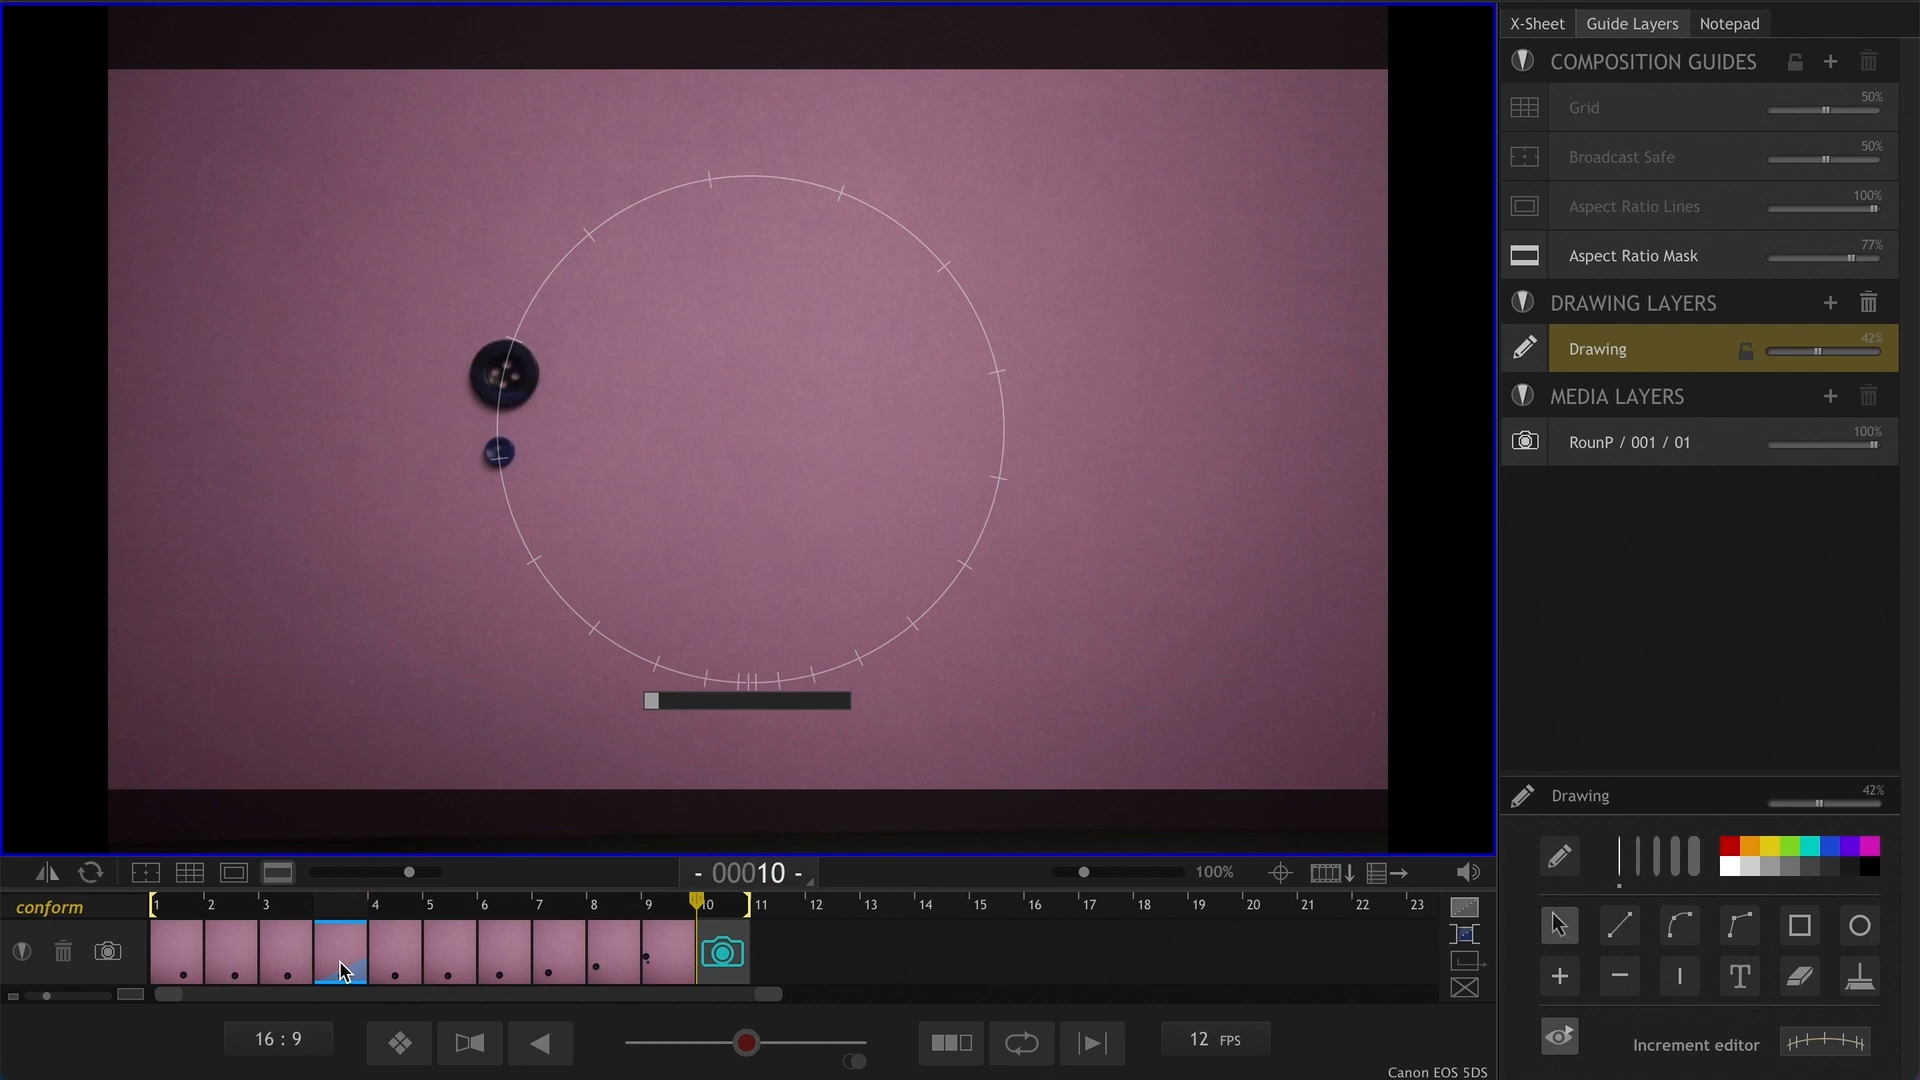 X-Sheet Guide Layers Notepad
COMPOSITION GUIDES
Grid 50%
Broadcast Safe 50%
Aspect Ratio Lines 100%
Aspect Ratio Mask 77%
DRAWING LAYERS
Drawing 42%
MEDIA LAYERS
RounP / 001 / 01 100%
Drawing 42%
T
Increment editor
- 00010 -
100%
conform
1 2 3 4 5 6 7 8 9 10 11 12 13 14 15 16 17 18 19 20 21 22 23
16 : 9
12 FPS
Canon EOS 5DS